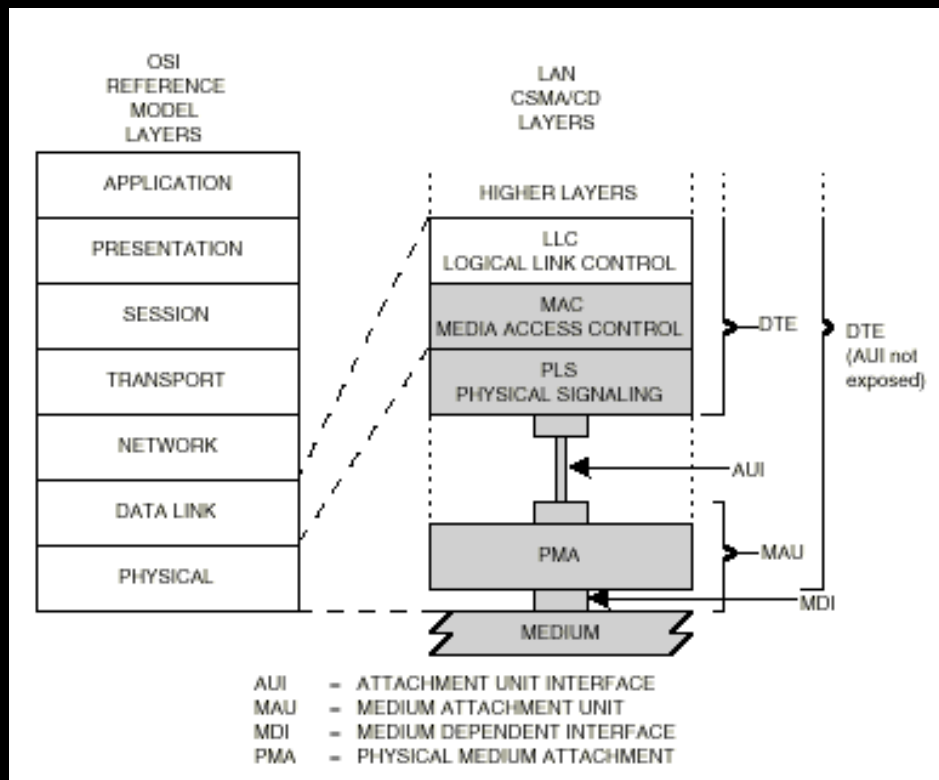 OSI
REFERENCE
MODEL
LAYERS
APPLICATION
PRESENTATION
SESSION
TRANSPORT
NETWORK
DATA LINK
PHYSICAL
LAN
CSMA/CD
LAYERS
HIGHER LAYERS
LLC
LOGICAL LINK CONTROL
MAC
MEDIA ACCESS CONTROL
PLS
PHYSICAL SIGNALING
PMA
MEDIUM
DTE
DTE
(AUI not
exposed)
AUI
MAU
MDI
AUI = ATTACHMENT UNIT INTERFACE
MAU = MEDIUM ATTACHMENT UNIT
MDI = MEDIUM DEPENDENT INTERFACE
PMA = PHYSICAL MEDIUM ATTACHMENT